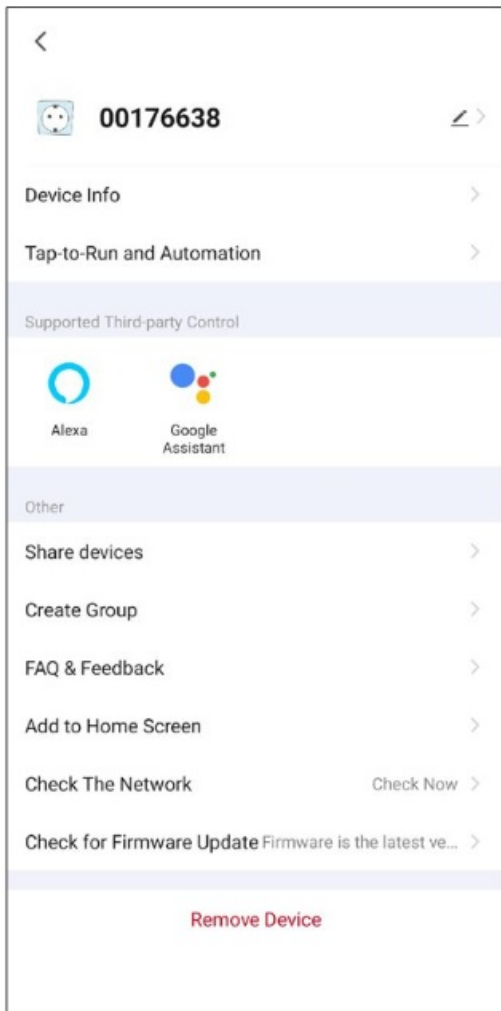 00176638
Device Info
Tap-to-Run and Automation
Supported Third-party Control
Alexa
Google
Assistant
Other
Share devices
Create Group
FAQ & Feedback
Add to Home Screen
Check The Network Check Now
Check for Firmware Update Firmware is the latest ve...
Remove Device